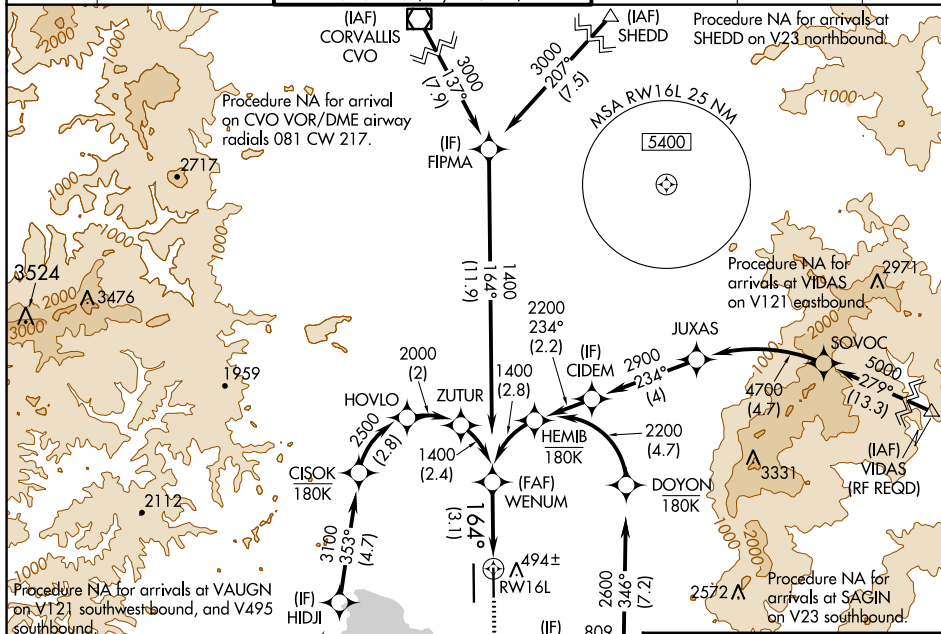 (IAF)
CORVALLIS
CVO
(IAF)
SHEDD
Procedure NA for arrivals at
SHEDD on V23 northbound.
2000
1000
3000
137°
(7.9)
3000
207°
(7.5)
1000
Procedure NA for arrival
on CVO VOR/DME airway
radials 081 CW 217.
MSA RW16L 25 NM
5400
(IF)
FIPMA
2717
1000
1000
1000
1000
3524
2000
3476
3000
1400
164°
(11.9)
Procedure NA for
arrivals at VIDAS
on V121 eastbound.
2971
2000
2200
234°
(2.2)
JUXAS
SOVOC
(IF)
CIDEM
2900
234°
(4)
1000
5000
279°
(13.3)
4700
(4.7)
1959
2000
(2)
1400
(2.8)
HOVLO
ZUTUR
2500
(2.8)
HEMIB
180K
2200
(4.7)
1400
(2.4)
(IAF)
VIDAS
(RF REQD)
3331
CISOK
180K
(FAF)
WENUM
DOYON
180K
2112
164°
(3.1)
3100
353°
(4.7)
2000
1000
494±
RW16L
2600
346°
(7.2)
Procedure NA for arrivals at VAUGN
on V121 southwestbound, and V495
southbound.
(IF)
HIDJI
2572
Procedure NA for
arrivals at SAGIN
on V23 southbound.
(IF)
809